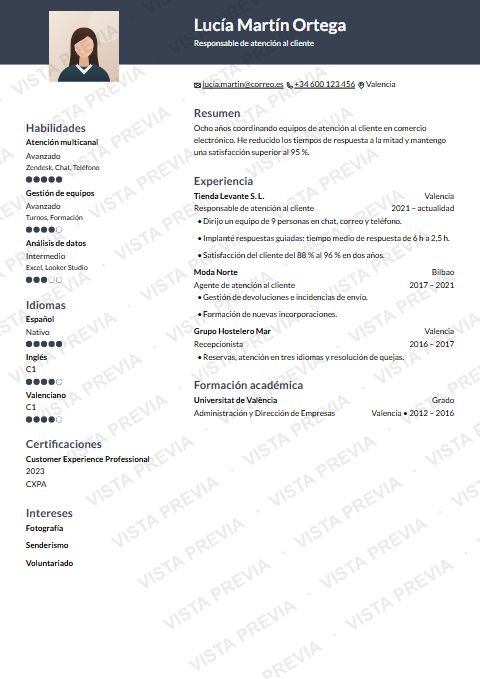 Lucía Martín Ortega
Responsable de atención al cliente
lucia.martin@correo.es +34 600 123 456 Valencia
Habilidades
Atención multicanal
Avanzado
Zendesk, Chat, Teléfono
Gestión de equipos
Avanzado
Turnos, Formación
Análisis de datos
Intermedio
Excel, Looker Studio
Idiomas
Español
Nativo
Inglés
C1
Valenciano
C1
Certificaciones
Customer Experience Professional
2023
CXPA
Intereses
Fotografía
Senderismo
Voluntariado
Resumen
Ocho años coordinando equipos de atención al cliente en comercio
electrónico. He reducido los tiempos de respuesta a la mitad y mantengo
una satisfacción superior al 95 %.
Experiencia
Tienda Levante S. L. Valencia
Responsable de atención al cliente 2021 – actualidad
• Dirijo un equipo de 9 personas en chat, correo y teléfono.
• Implanté respuestas guiadas: tiempo medio de respuesta de 6 h a 2,5 h.
• Satisfacción del cliente del 88 % al 96 % en dos años.
Moda Norte Bilbao
Agente de atención al cliente 2017 – 2021
• Gestión de devoluciones e incidencias de envío.
• Formación de nuevas incorporaciones.
Grupo Hostelero Mar Valencia
Recepcionista 2016 – 2017
• Reservas, atención en tres idiomas y resolución de quejas.
Formación académica
Universitat de València Grado
Administración y Dirección de Empresas Valencia • 2012 – 2016
VISTA PREVIA